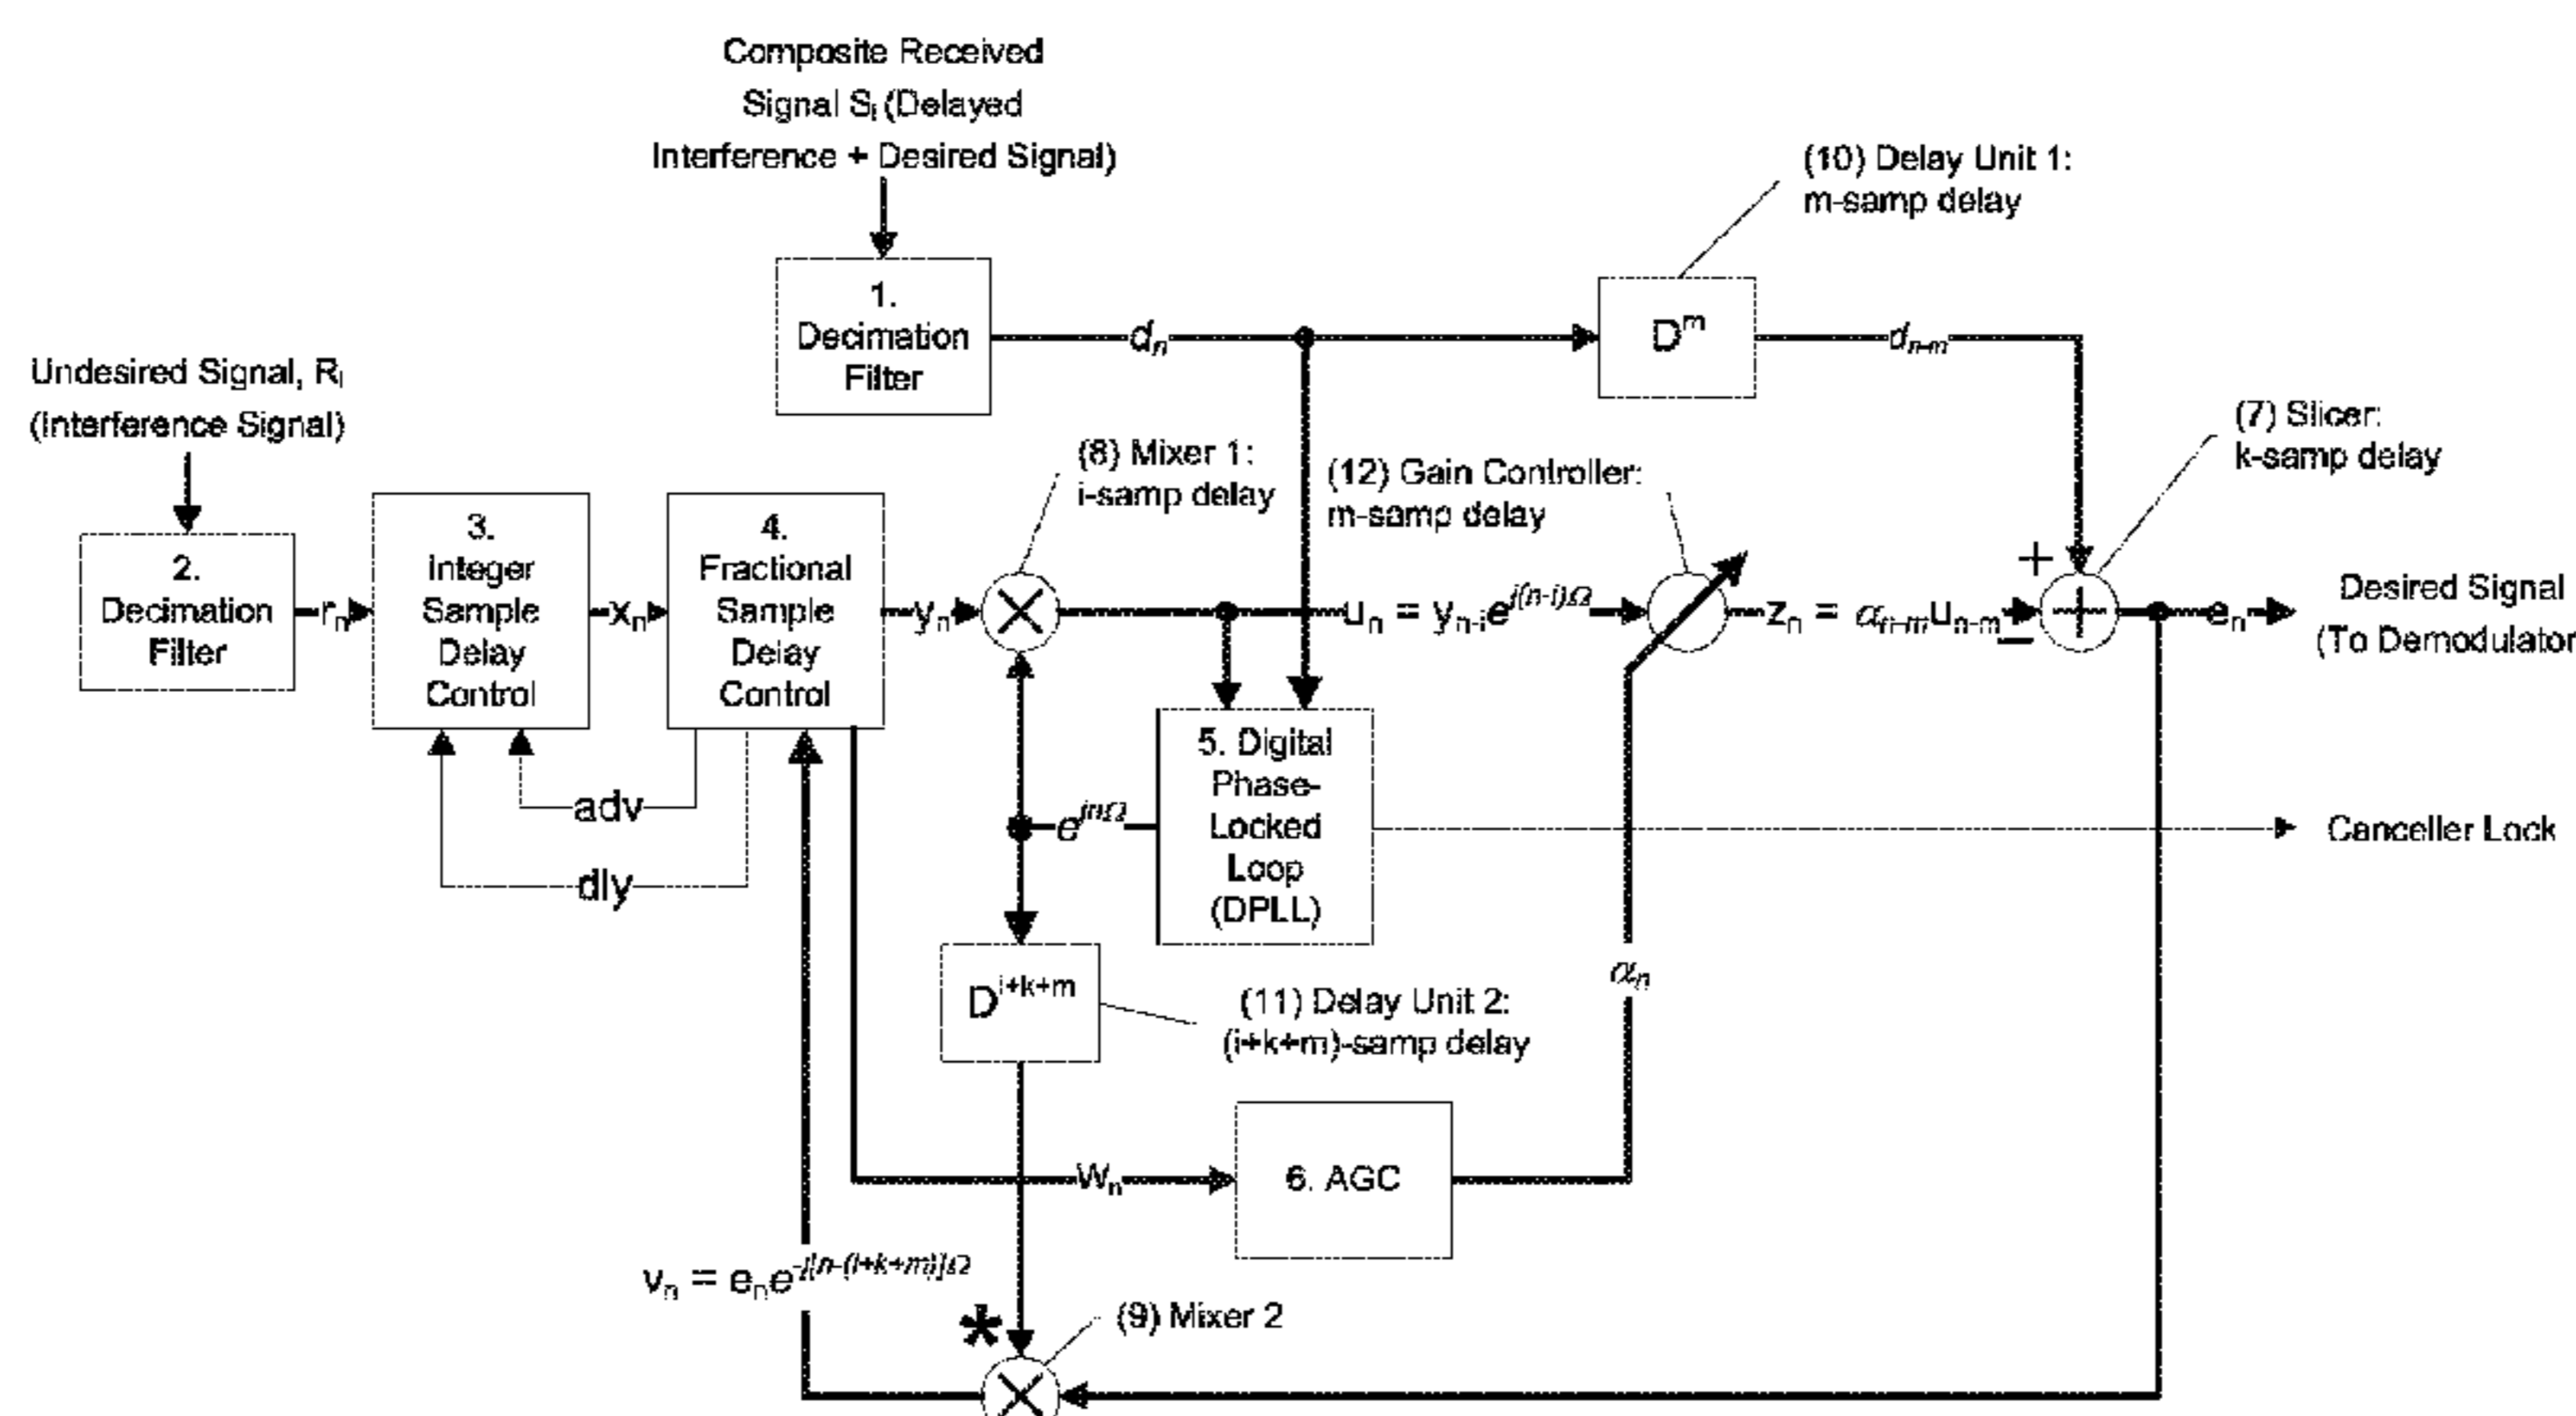 Composite Received
Signal Sᵢ (Delayed
Interference + Desired Signal)
(10) Delay Unit 1:
m-samp delay
1.
Decimation
Filter
dₙ
Dᵐ
dₙ₋ₘ
Undesired Signal, Rᵢ
(Interference Signal)
(7) Slicer:
k-samp delay
(8) Mixer 1:
i-samp delay
(12) Gain Controller:
m-samp delay
2.
Decimation
Filter
rₙ
3.
Integer
Sample
Delay
Control
xₙ
4.
Fractional
Sample
Delay
Control
yₙ
uₙ = yₙ₋ᵢe^{j(n-i)Ω}
zₙ = αₙ₋ₘuₙ₋ₘ
+
−
eₙ
Desired Signal
(To Demodulator
5. Digital
Phase-
Locked
Loop
(DPLL)
adv
dly
e^{jnΩ}
Canceller Lock
D^{i+k+m}
(11) Delay Unit 2:
(i+k+m)-samp delay
αₙ
Wₙ
6. AGC
vₙ = eₙe^{-j[n-(i+k+m)]Ω}
*
(9) Mixer 2